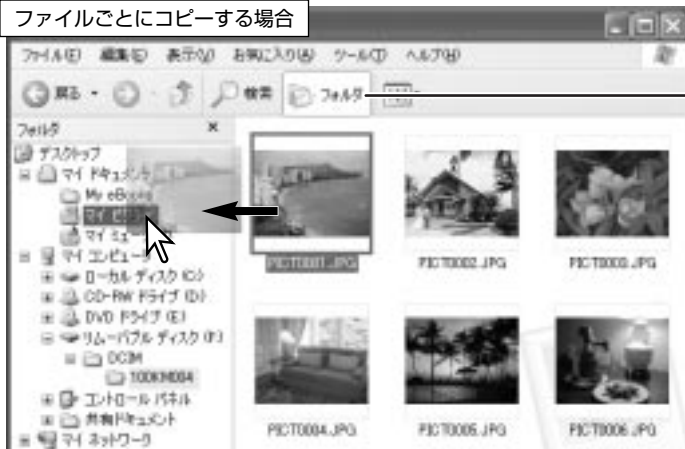 ファイルごとにコピーする場合
ファイル(F) 編集(E) 表示(V) お気に入り(A) ツール(T) ヘルプ(H)
戻る 検索 フォルダ
フォルダ ×
デスクトップ
マイ ドキュメント
My eBooks
マイ ピ
マイ ミュ
マイ コンピュータ
ローカル ディスク (C:)
CD-RW ドライブ (D:)
DVD ドライブ (E:)
リムーバブル ディスク (F:)
DCIM
100KM004
コントロール パネル
共有ドキュメント
マイ ネットワーク
PICT0001.JPG PICT0002.JPG PICT0003.JPG
PICT0004.JPG PICT0005.JPG PICT0006.JPG